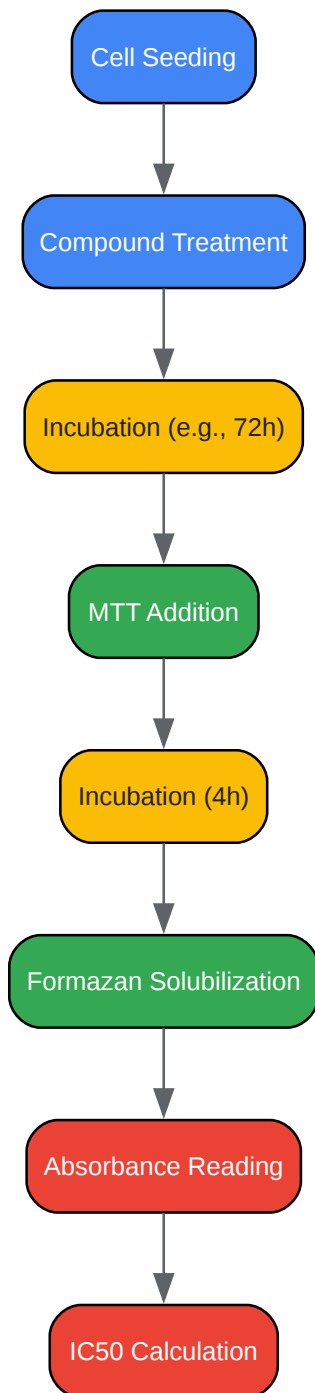 Cell Seeding
Compound Treatment
Incubation (e.g., 72h)
MTT Addition
Incubation (4h)
Formazan Solubilization
Absorbance Reading
IC50 Calculation